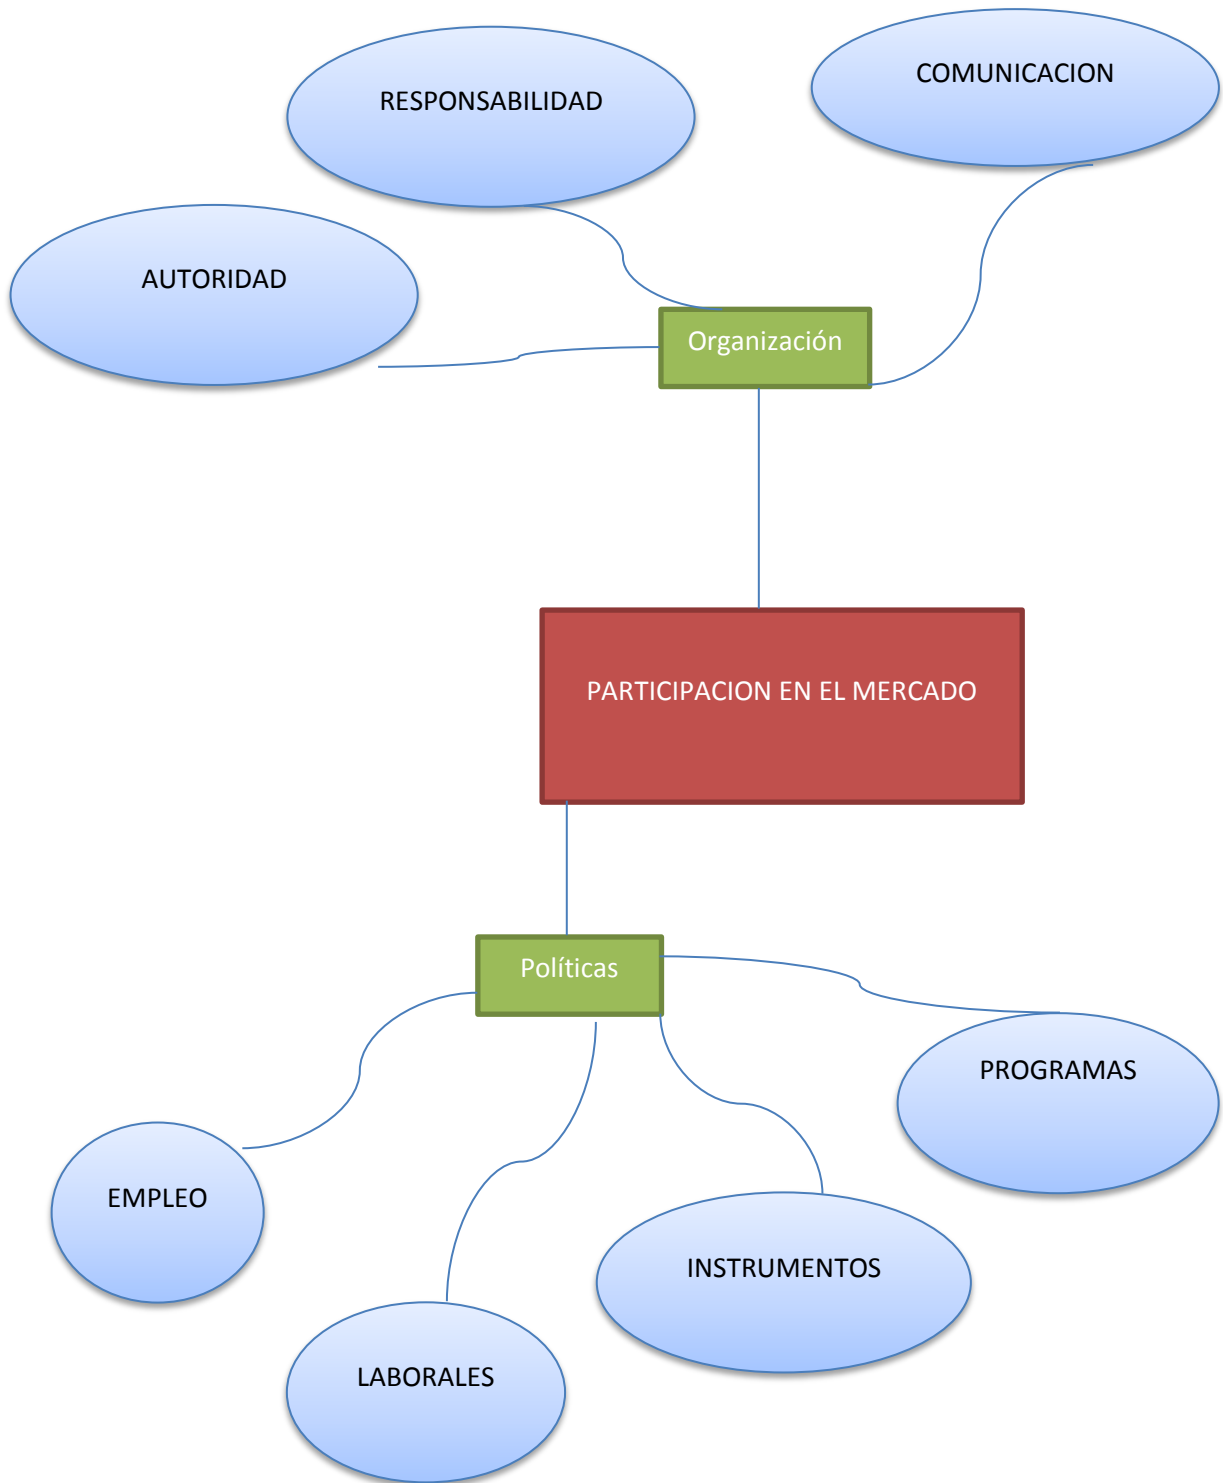 COMUNICACION
RESPONSABILIDAD
AUTORIDAD
Organización
PARTICIPACION EN EL MERCADO
Políticas
PROGRAMAS
EMPLEO
INSTRUMENTOS
LABORALES